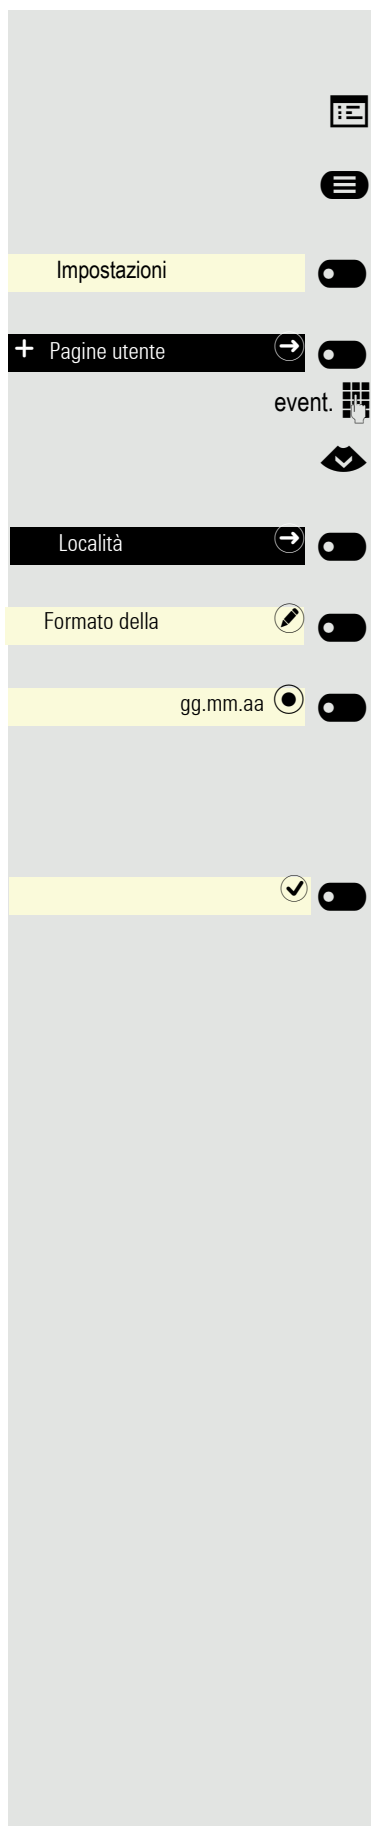 Impostazioni
Pagine utente
event.
Località
Formato della
gg.mm.aa